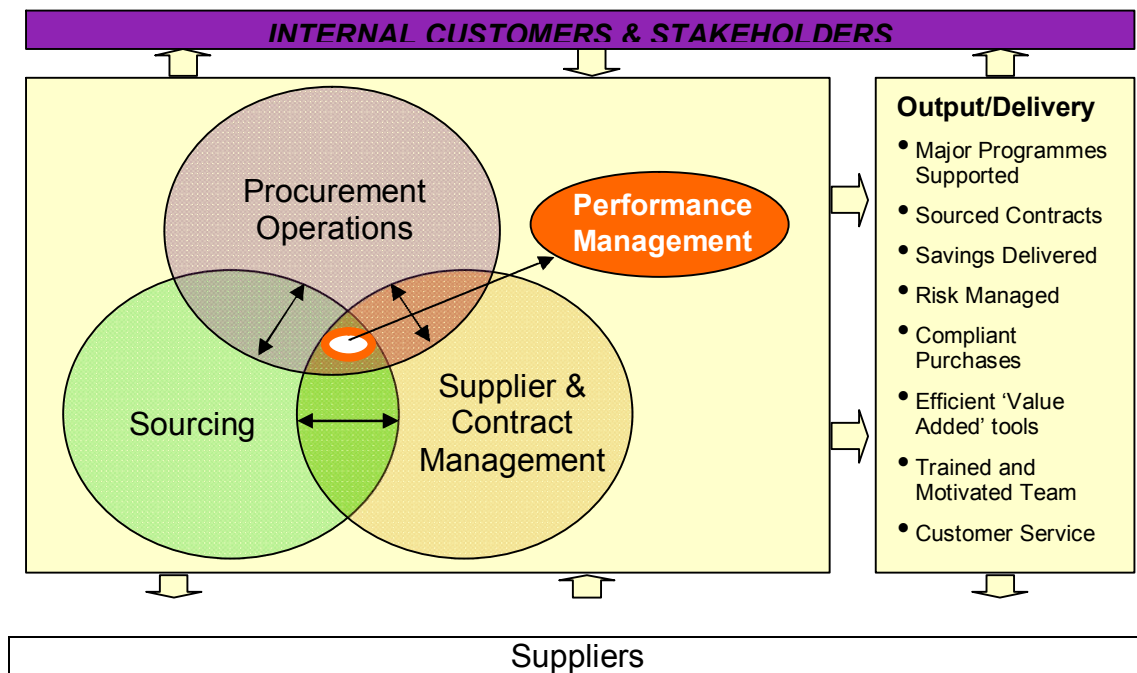 INTERNAL CUSTOMERS & STAKEHOLDERS
Procurement
Operations
Performance
Management
Sourcing
Supplier &
Contract
Management
Output/Delivery
• Major Programmes
Supported
• Sourced Contracts
• Savings Delivered
• Risk Managed
• Compliant
Purchases
• Efficient ‘Value
Added’ tools
• Trained and
Motivated Team
• Customer Service
Suppliers